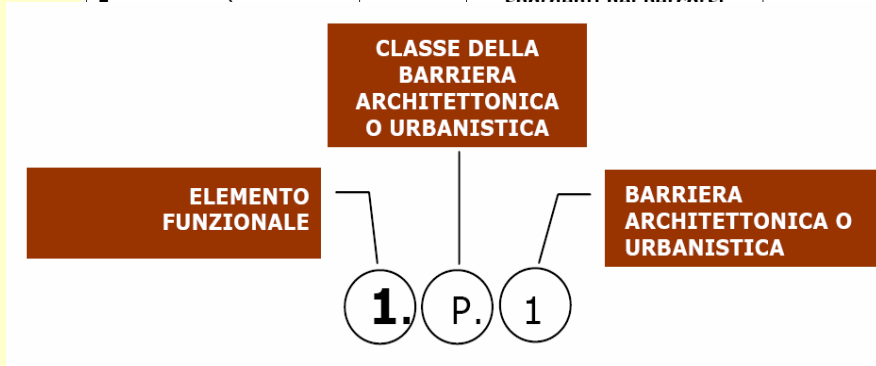 CLASSE DELLA
BARRIERA
ARCHITETTONICA
O URBANISTICA
ELEMENTO
FUNZIONALE
BARRIERA
ARCHITETTONICA O
URBANISTICA
1. P. 1